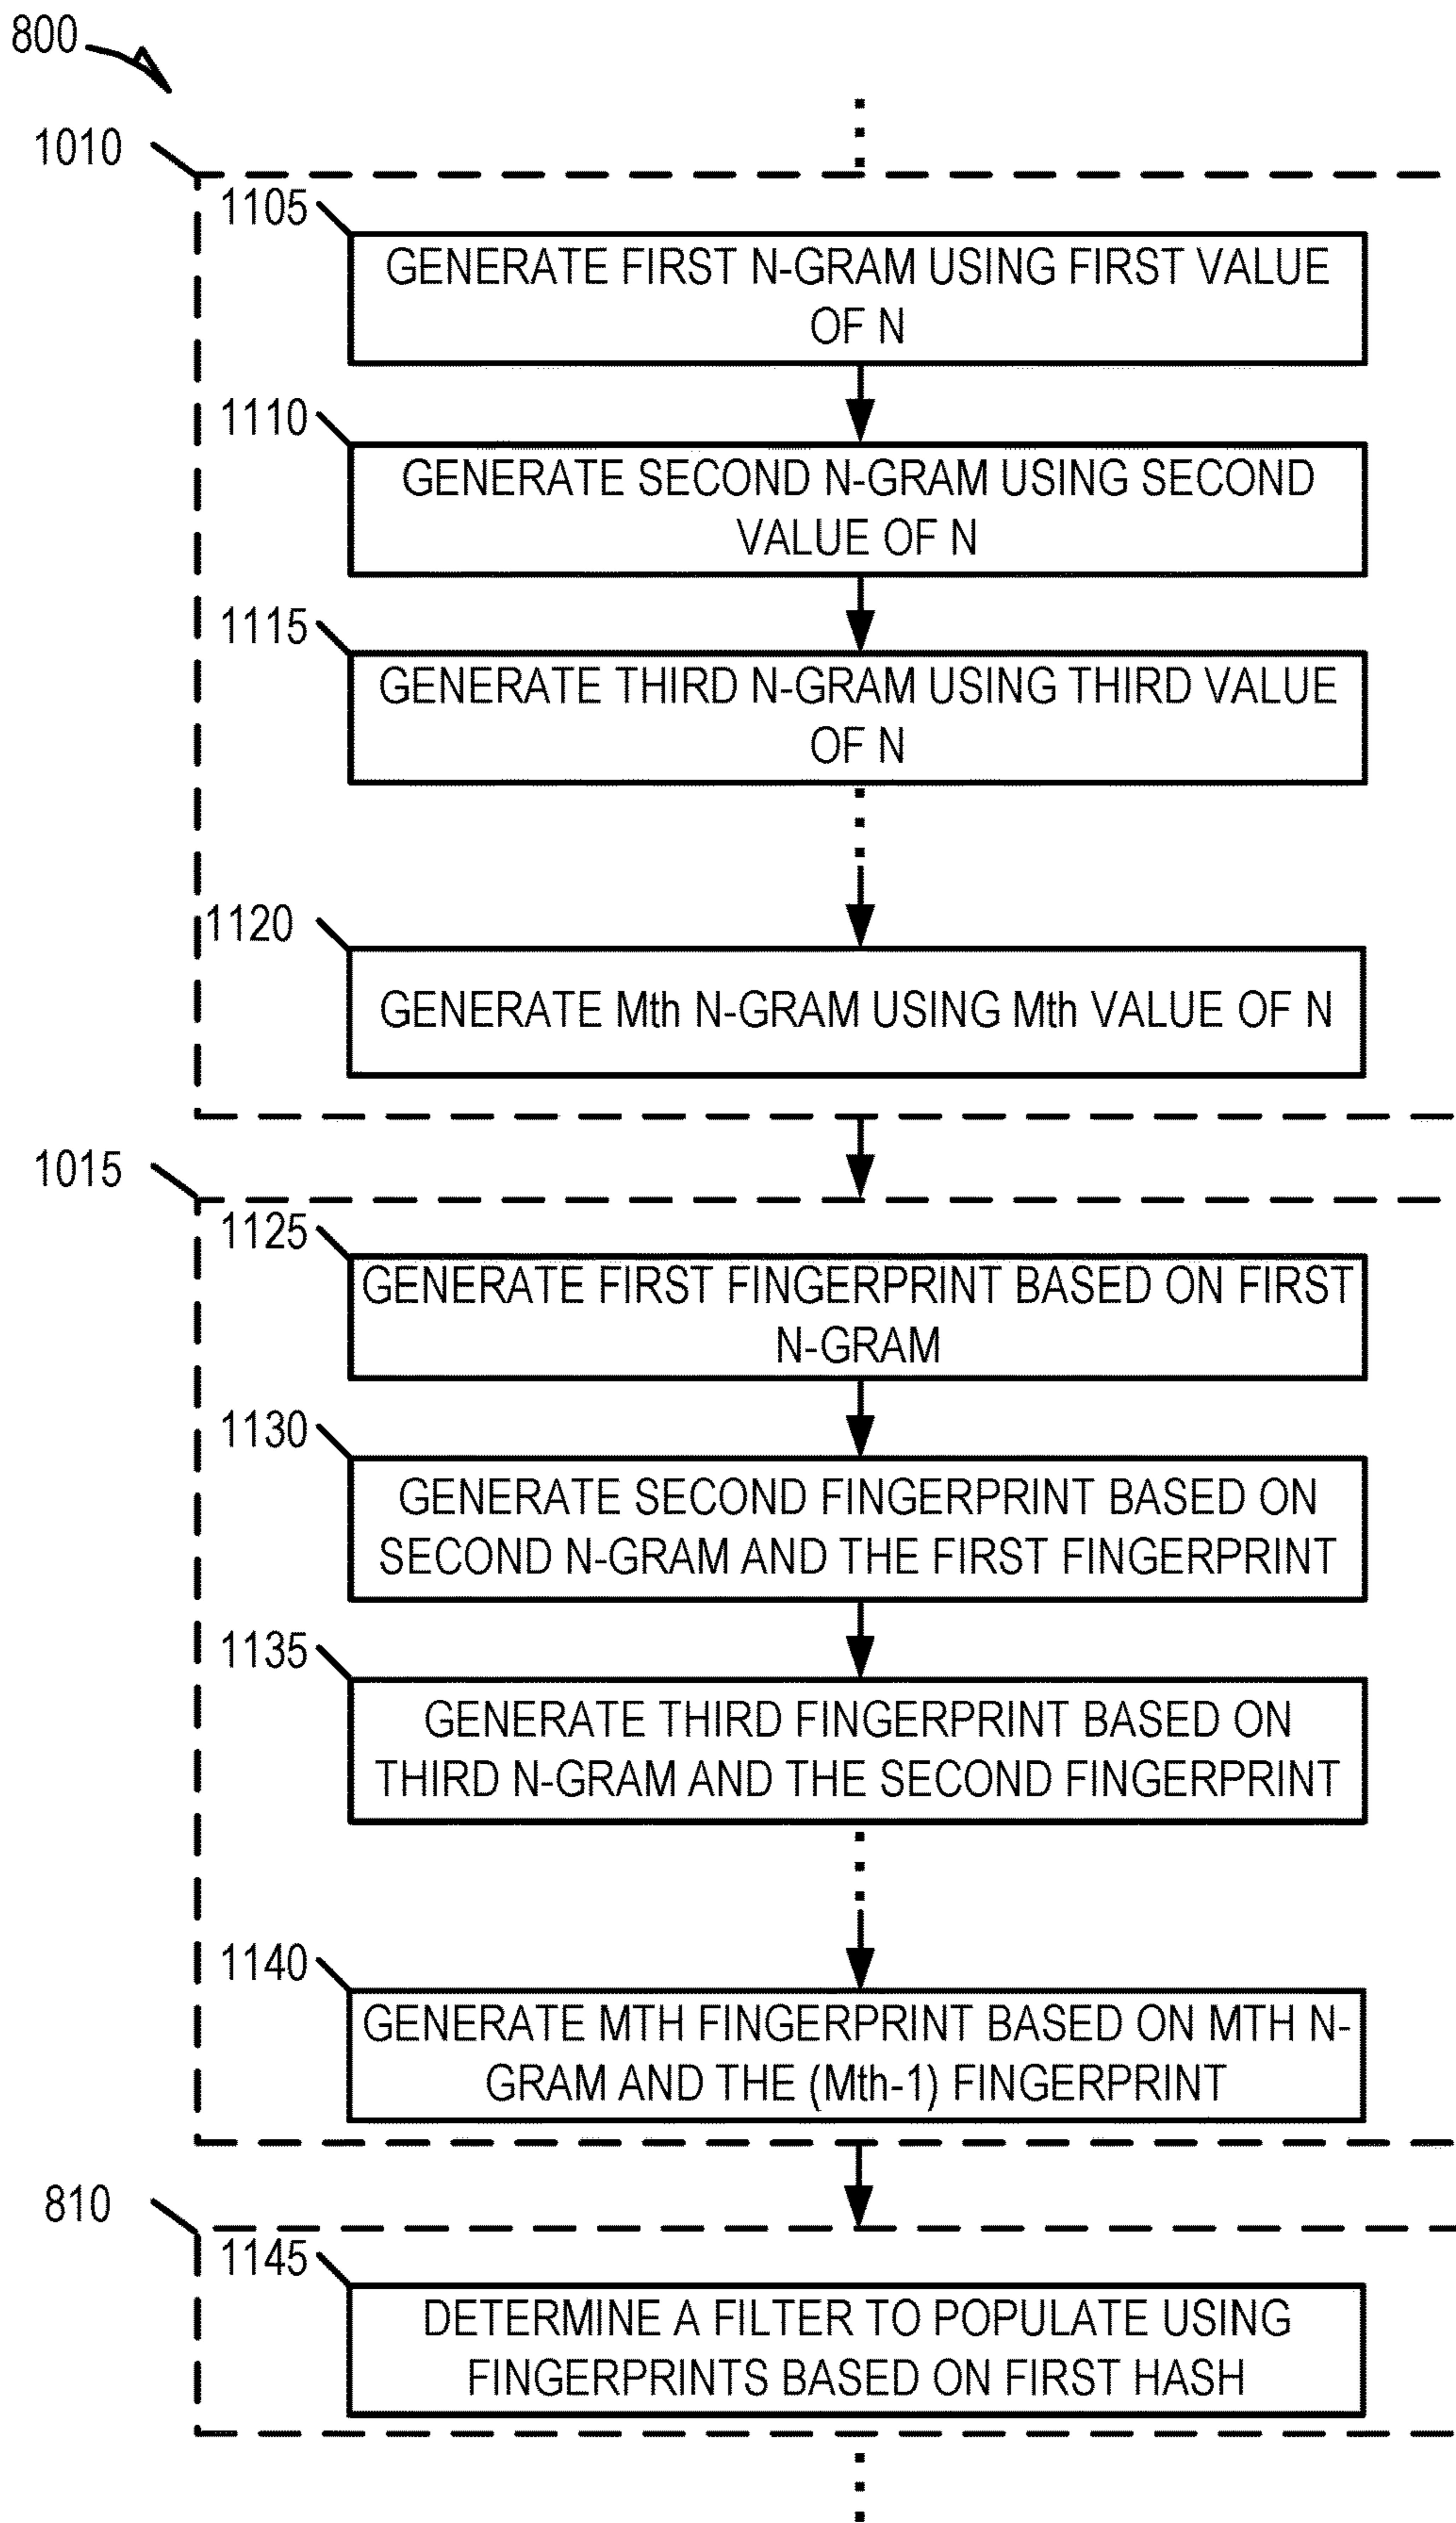 800
1010
1105
GENERATE FIRST N-GRAM USING FIRST VALUE
OF N
1110
GENERATE SECOND N-GRAM USING SECOND
VALUE OF N
1115
GENERATE THIRD N-GRAM USING THIRD VALUE
OF N
1120
GENERATE Mth N-GRAM USING Mth VALUE OF N
1015
1125
GENERATE FIRST FINGERPRINT BASED ON FIRST
N-GRAM
1130
GENERATE SECOND FINGERPRINT BASED ON
SECOND N-GRAM AND THE FIRST FINGERPRINT
1135
GENERATE THIRD FINGERPRINT BASED ON
THIRD N-GRAM AND THE SECOND FINGERPRINT
1140
GENERATE MTH FINGERPRINT BASED ON MTH N-
GRAM AND THE (Mth-1) FINGERPRINT
810
1145
DETERMINE A FILTER TO POPULATE USING
FINGERPRINTS BASED ON FIRST HASH